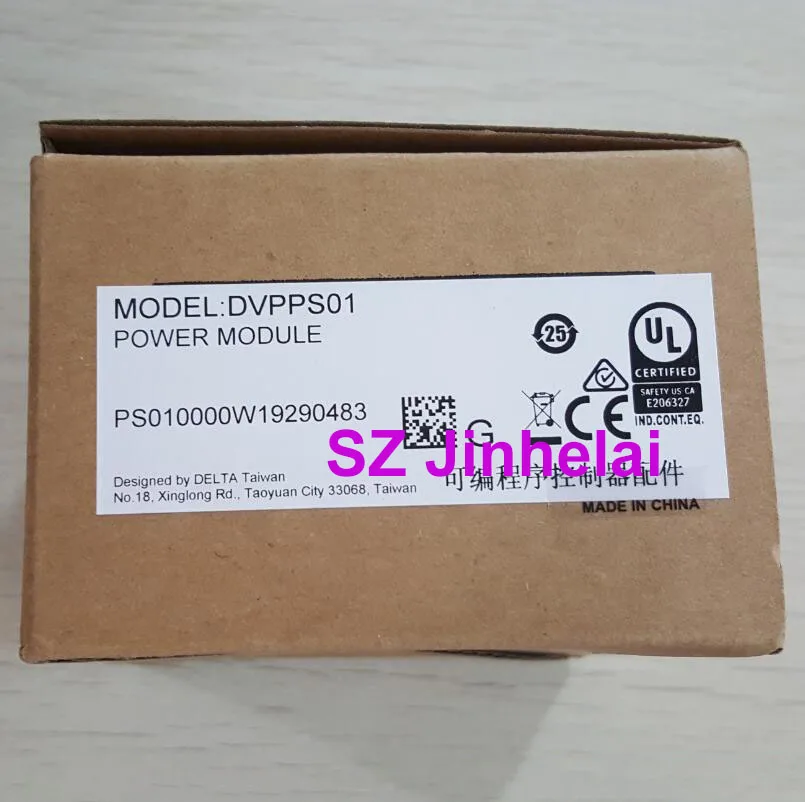 MODEL:DVPPS01
POWER MODULE
25
UL
CERTIFIED
SAFETY US CA
E206327
IND.CONT.EQ.
PS010000W19290483
G
CE
SZ Jinhelai
Designed by DELTA Taiwan
No.18, Xinglong Rd., Taoyuan City 33068, Taiwan
可编程序控制器配件
MADE IN CHINA